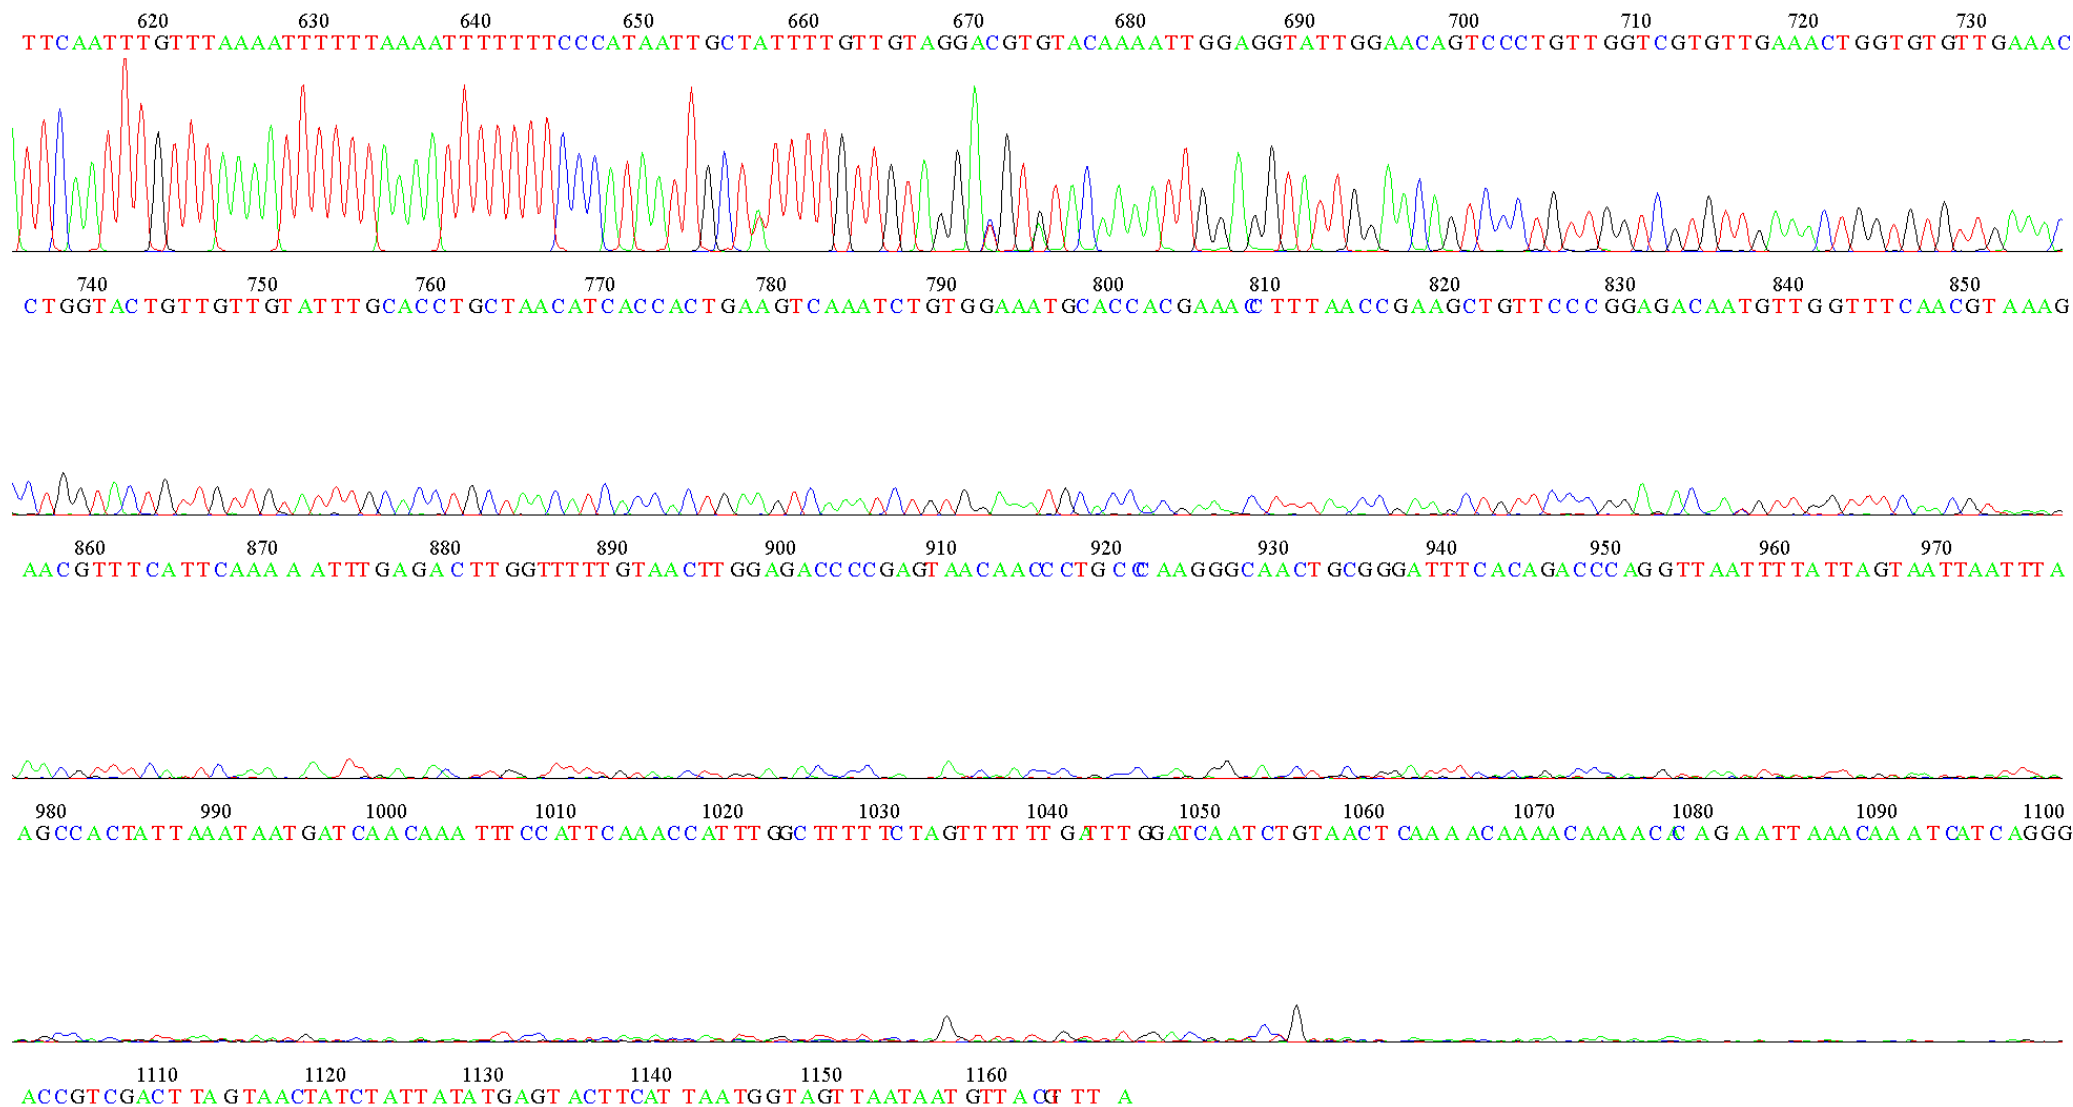 620 630 640 650 660 670 680 690 700 710 720 730
TTCAATTTGTTTAAAATTTTTTAAAATTTTTTTCCCATAATTGCTATTTTGTTGTAGGACGTGTACAAAATTGGAGGTATTGGAACAGTCCCTGTTGGTCGTGTTGAAACTGGTGTGTTGAAAC
740 750 760 770 780 790 800 810 820 830 840 850
CTGGTACTGTTGTTGTATTTGCACCTGCTAACATCACCACTGAAGTCAAATCTGTGGAAATGCACCACGAAACCTTTAACCGAAGCTGTTCCCGGAGACAATGTTGGTTTCAACGTAAAG
860 870 880 890 900 910 920 930 940 950 960 970
AACGTTTCATTCAAAAATTTGAGACTTGGTTTTTGTAACTTGGAGACCCCGAGTAACAACCCTGCCCAAGGGCAACTGCGGGATTTCACAGACCCAGGTTAATTTTATTAGTAATTAATTTA
980 990 1000 1010 1020 1030 1040 1050 1060 1070 1080 1090 1100
AGCCACTATTAAATAATGATCAACAAATTTCCATTCAAACCATTTGGCTTTTTCTAGTTTTTTGATTTGGATCAATCTGTAACTCAAAACAAAACAAAACACAGAATTAAACAAATCATCAGGG
1110 1120 1130 1140 1150 1160
ACCGTCGACTTAGTAACTATCTATTATATGAGTACTTCATTAATGGTAGTTAATAATGTTACGTTTA